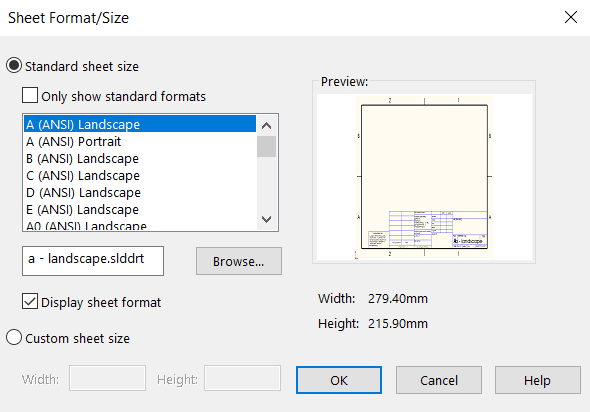 Sheet Format/Size
Standard sheet size
Only show standard formats
A (ANSI) Landscape
A (ANSI) Portrait
B (ANSI) Landscape
C (ANSI) Landscape
D (ANSI) Landscape
E (ANSI) Landscape
A0 (ANSI) Landscape
a - landscape.slddrt
Browse...
Display sheet format
Custom sheet size
Width:
Height:
Preview:
2
1
B
B
A
A
2
1
Width: 279.40mm
Height: 215.90mm
OK
Cancel
Help